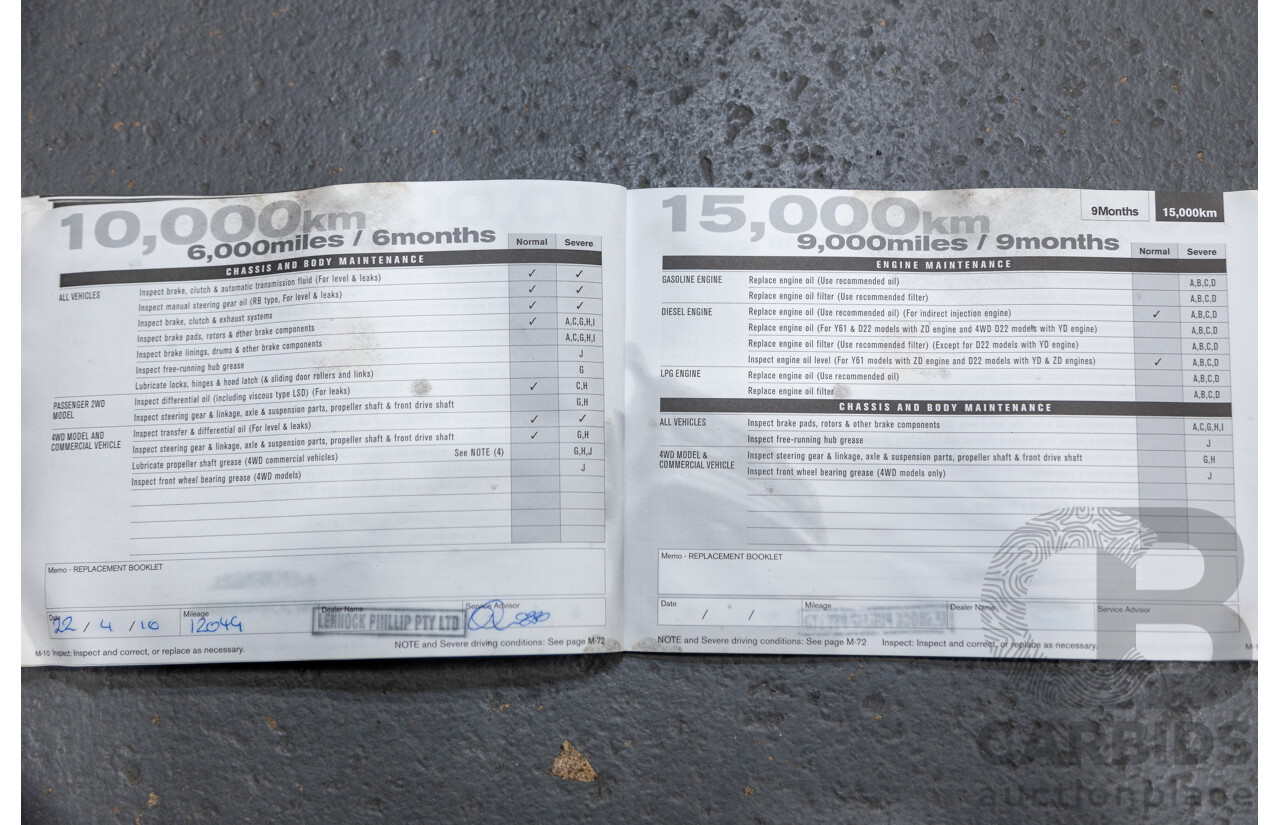 10,000km
6,000miles / 6months
Normal Severe
CHASSIS AND BODY MAINTENANCE
ALL VEHICLES Inspect brake, clutch & automatic transmission fluid (For level & leaks) ✓ ✓
Inspect manual steering gear oil (RB type, For level & leaks) ✓ ✓
Inspect brake, clutch & exhaust systems ✓ ✓
Inspect brake pads, rotors & other brake components ✓ A,C,G,H,I
Inspect brake linings, drums & other brake components A,C,G,H,I
Inspect free-running hub grease J
Lubricate locks, hinges & hood latch (& sliding door rollers and links) G
PASSENGER 2WD MODEL Inspect differential oil (including viscous type LSD) (For leaks) ✓ C,H
Inspect steering gear & linkage, axle & suspension parts, propeller shaft & front drive shaft G,H
4WD MODEL AND COMMERCIAL VEHICLE Inspect transfer & differential oil (For level & leaks) ✓ ✓
Inspect steering gear & linkage, axle & suspension parts, propeller shaft & front drive shaft ✓ G,H
Lubricate propeller shaft grease (4WD commercial vehicles) See NOTE (4) G,H,J
Inspect front wheel bearing grease (4WD models) J
Memo - REPLACEMENT BOOKLET
Date Mileage Dealer Name Service Advisor
22 / 4 / 10 12044 LENNOCK PHILLIP PTY LTD
NOTE and Severe driving conditions: See page M-72
M-10 Inspect: Inspect and correct, or replace as necessary.
15,000km
9,000miles / 9months
9Months 15,000km
Normal Severe
ENGINE MAINTENANCE
GASOLINE ENGINE Replace engine oil (Use recommended oil) A,B,C,D
Replace engine oil filter (Use recommended filter) A,B,C,D
DIESEL ENGINE Replace engine oil (Use recommended oil) (For indirect injection engine) ✓ A,B,C,D
Replace engine oil (For Y61 & D22 models with ZD engine and 4WD D22 models with YD engine) A,B,C,D
Replace engine oil filter (Use recommended filter) (Except for D22 models with YD engine) A,B,C,D
Inspect engine oil level (For Y61 models with ZD engine and D22 models with YD & ZD engines) ✓ A,B,C,D
LPG ENGINE Replace engine oil (Use recommended oil) A,B,C,D
Replace engine oil filter A,B,C,D
CHASSIS AND BODY MAINTENANCE
ALL VEHICLES Inspect brake pads, rotors & other brake components A,C,G,H,I
Inspect free-running hub grease J
4WD MODEL & COMMERCIAL VEHICLE Inspect steering gear & linkage, axle & suspension parts, propeller shaft & front drive shaft G,H
Inspect front wheel bearing grease (4WD models only) J
Memo - REPLACEMENT BOOKLET
Date / / Mileage Dealer Name Service Advisor
NOTE and Severe driving conditions: See page M-72 Inspect: Inspect and correct, or replace as necessary.
CARBIDS
auctionplace